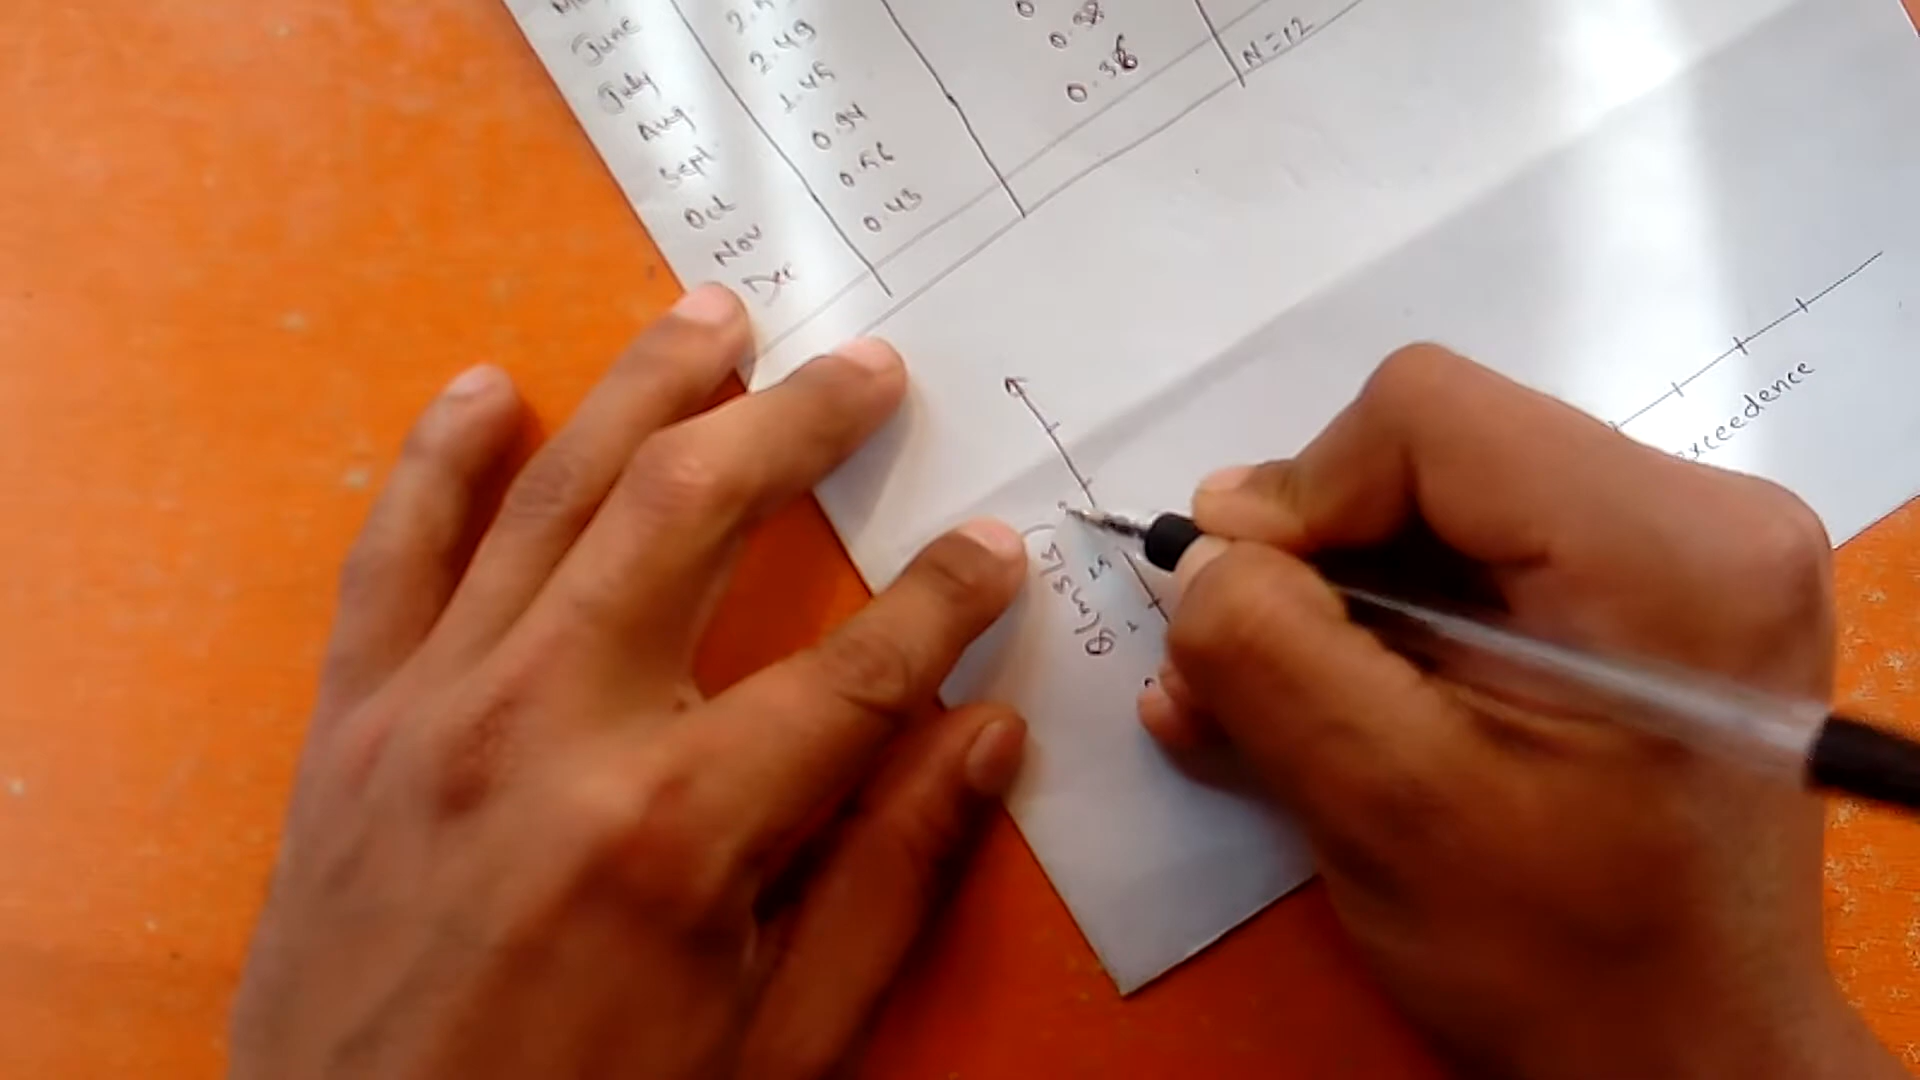 June
July
Aug.
Sept.
Oct
Nov
Dec
2.49
1.45
0.94
0.56
0.43
0.38
0.36
N=12
Q(m3/s
exceedence